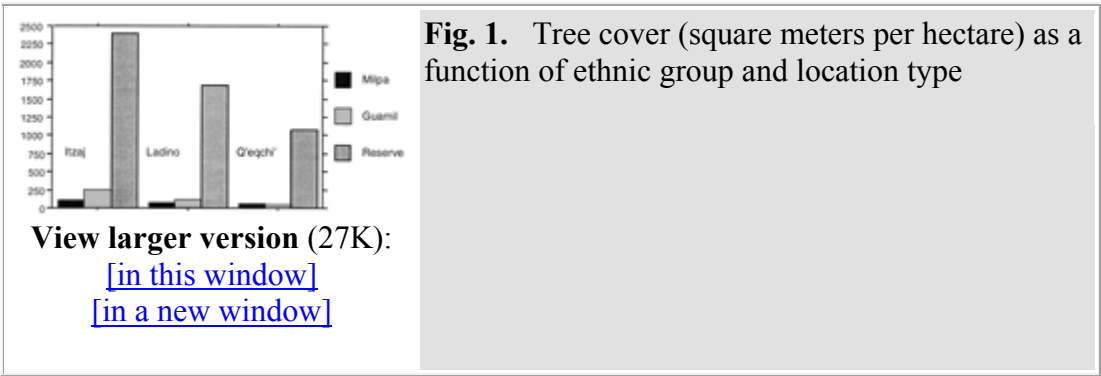 2500
2250
2000
1750
1500
1250
1000
750
500
250
0
Itzaj
Ladino
Q'eqchi'
Milpa
Guamil
Reserve
View larger version (27K):
[in this window]
[in a new window]
Fig. 1. Tree cover (square meters per hectare) as a
function of ethnic group and location type